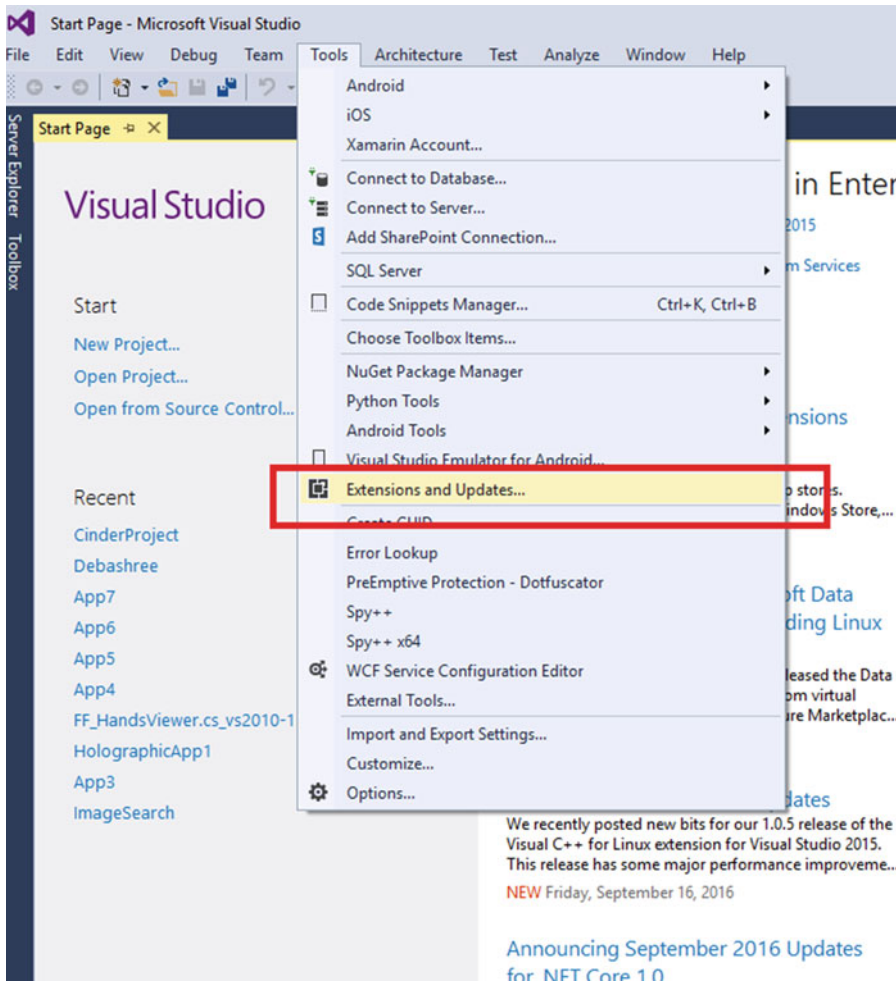 Start Page - Microsoft Visual Studio
File Edit View Debug Team Tools Architecture Test Analyze Window Help
Server Explorer
Toolbox
Start Page
Visual Studio
Start
New Project...
Open Project...
Open from Source Control...
Recent
CinderProject
Debashree
App7
App6
App5
App4
FF_HandsViewer.cs_vs2010-1
HolographicApp1
App3
ImageSearch
Android
iOS
Xamarin Account...
Connect to Database...
Connect to Server...
Add SharePoint Connection...
SQL Server
Code Snippets Manager... Ctrl+K, Ctrl+B
Choose Toolbox Items...
NuGet Package Manager
Python Tools
Android Tools
Visual Studio Emulator for Android...
Extensions and Updates...
Create GUID
Error Lookup
PreEmptive Protection - Dotfuscator
Spy++
Spy++ x64
WCF Service Configuration Editor
External Tools...
Import and Export Settings...
Customize...
Options...
in Enter
2015
m Services
nsions
stores.
indows Store,...
oft Data
ding Linux
leased the Data
om virtual
ure Marketplac...
dates
We recently posted new bits for our 1.0.5 release of the
Visual C++ for Linux extension for Visual Studio 2015.
This release has some major performance improveme...
NEW Friday, September 16, 2016
Announcing September 2016 Updates
for .NET Core 1.0